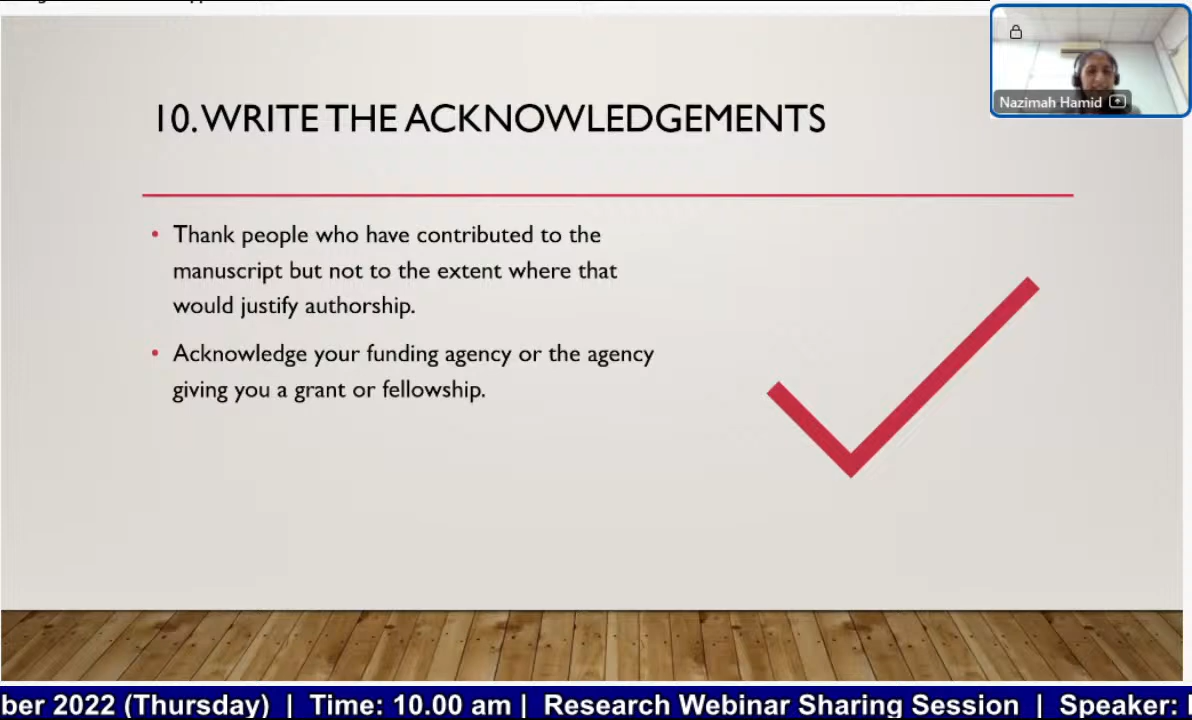 Nazimah Hamid
10. WRITE THE ACKNOWLEDGEMENTS
• Thank people who have contributed to the
manuscript but not to the extent where that
would justify authorship.
• Acknowledge your funding agency or the agency
giving you a grant or fellowship.
ber 2022 (Thursday) | Time: 10.00 am | Research Webinar Sharing Session | Speaker: